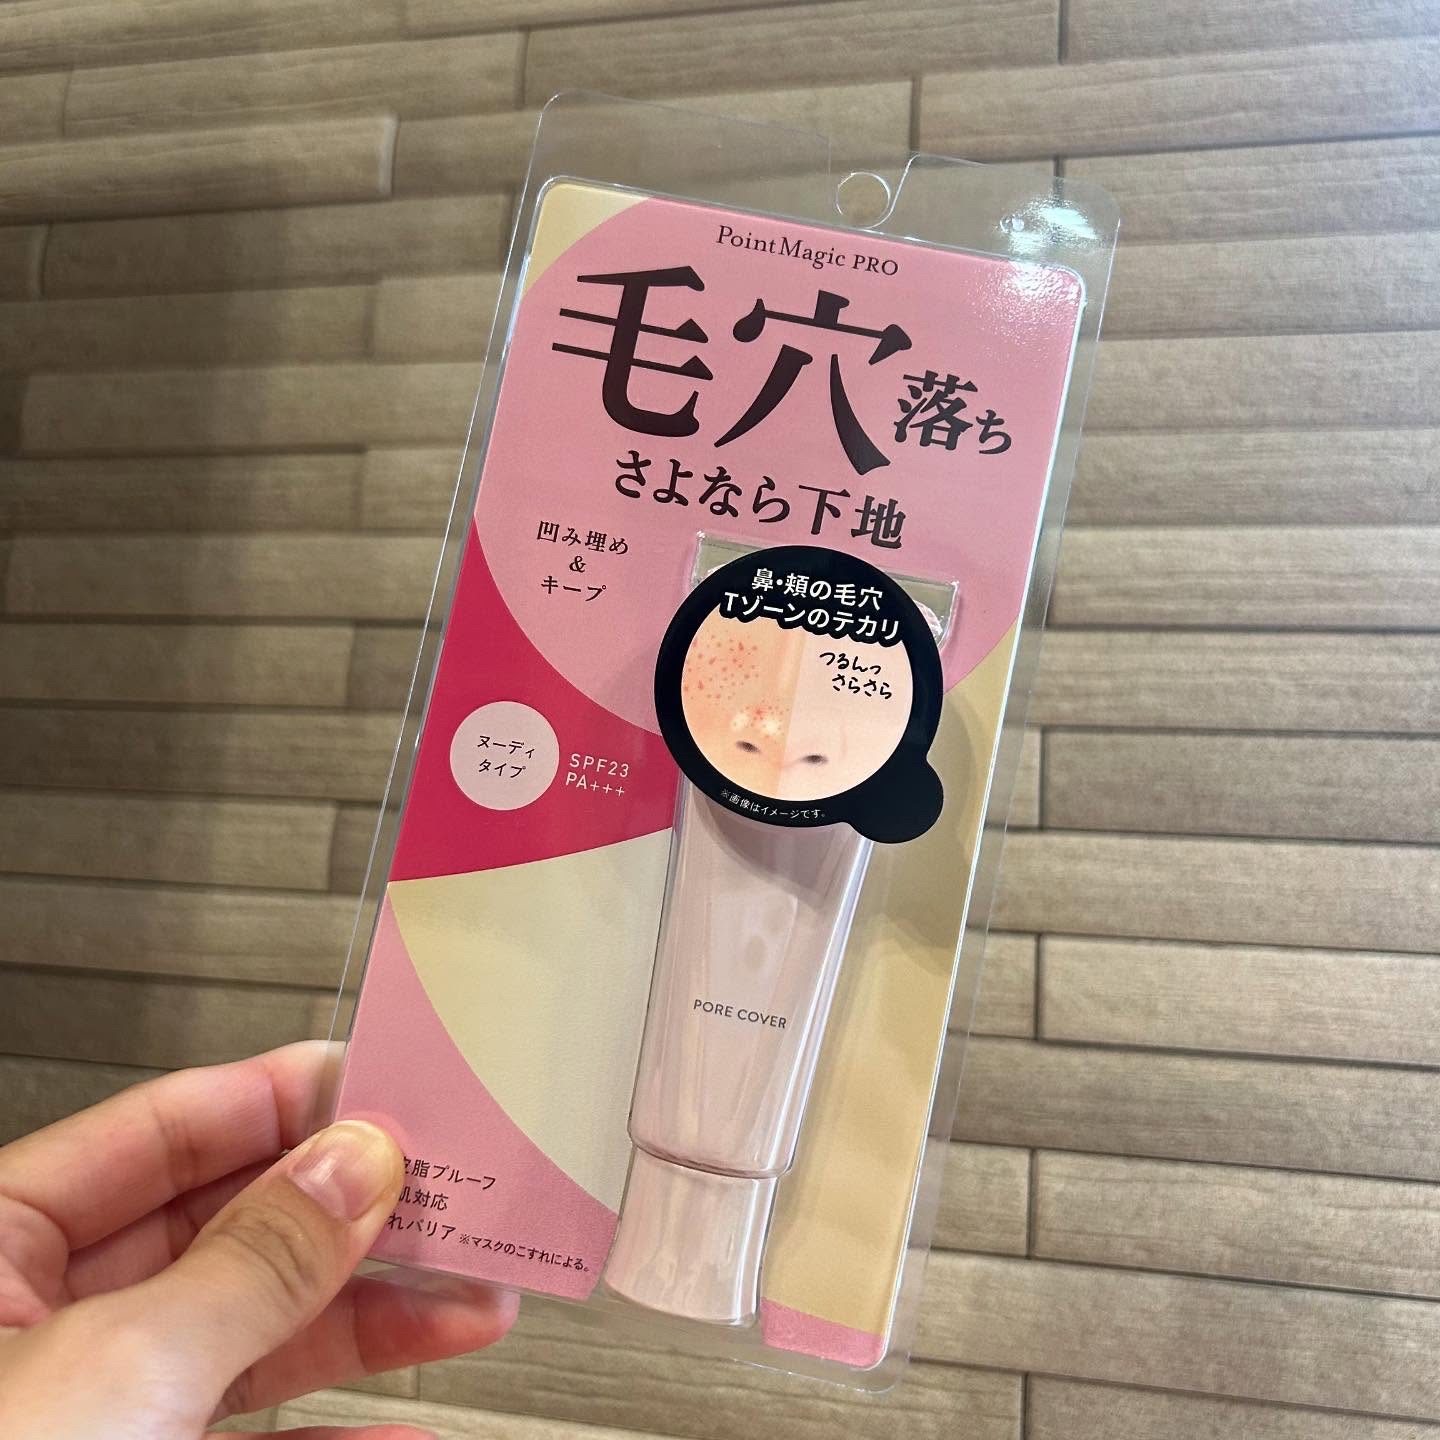 PointMagic PRO
毛穴落ち
さよなら下地
凹み埋め
&
キープ
鼻・頬の毛穴
Tゾーンのテカリ
つるんっ
さらさら
※画像はイメージです。
ヌーディ
タイプ
SPF23
PA+++
PORE COVER
脂プルーフ
肌対応
れバリア ※マスクのこすれによる。